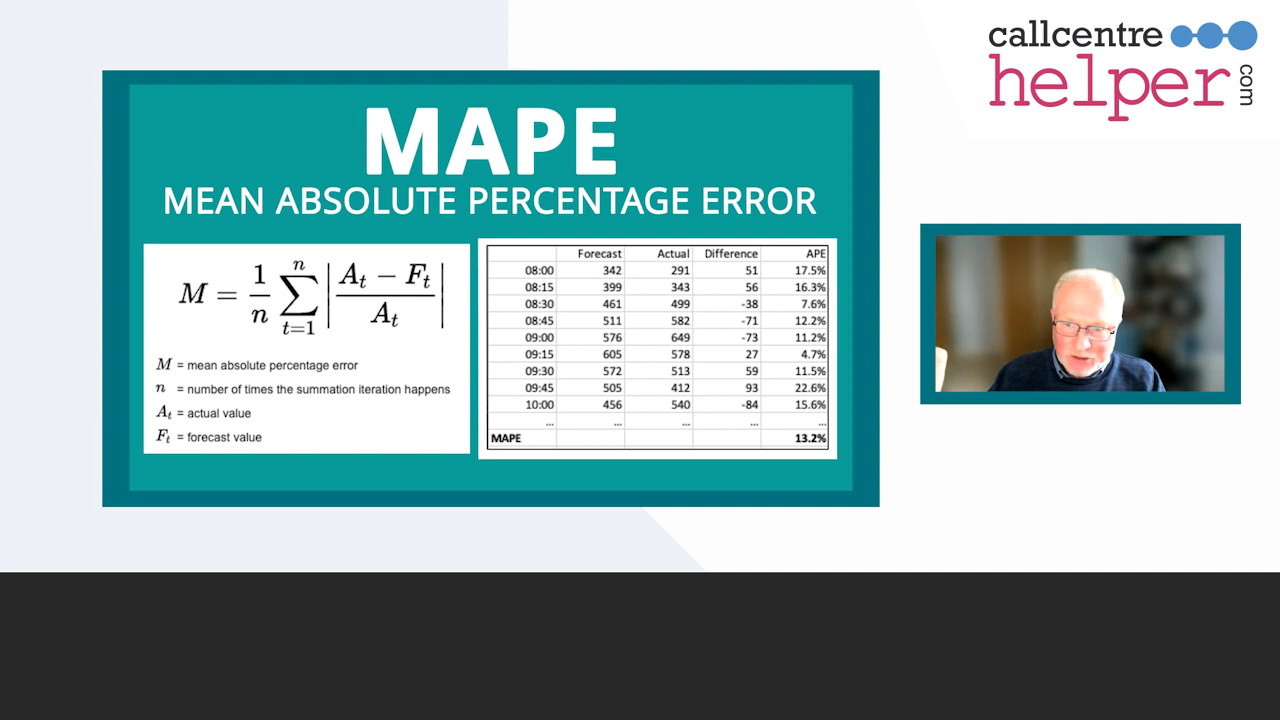 callcentre
helper
com
MAPE
MEAN ABSOLUTE PERCENTAGE ERROR
M = 1/n n∑t=1 | At − Ft / At |
M = mean absolute percentage error
n = number of times the summation iteration happens
At = actual value
Ft = forecast value
Forecast Actual Difference APE
08:00 342 291 51 17.5%
08:15 399 343 56 16.3%
08:30 461 499 -38 7.6%
08:45 511 582 -71 12.2%
09:00 576 649 -73 11.2%
09:15 605 578 27 4.7%
09:30 572 513 59 11.5%
09:45 505 412 93 22.6%
10:00 456 540 -84 15.6%
... ... ... ... ...
MAPE 13.2%